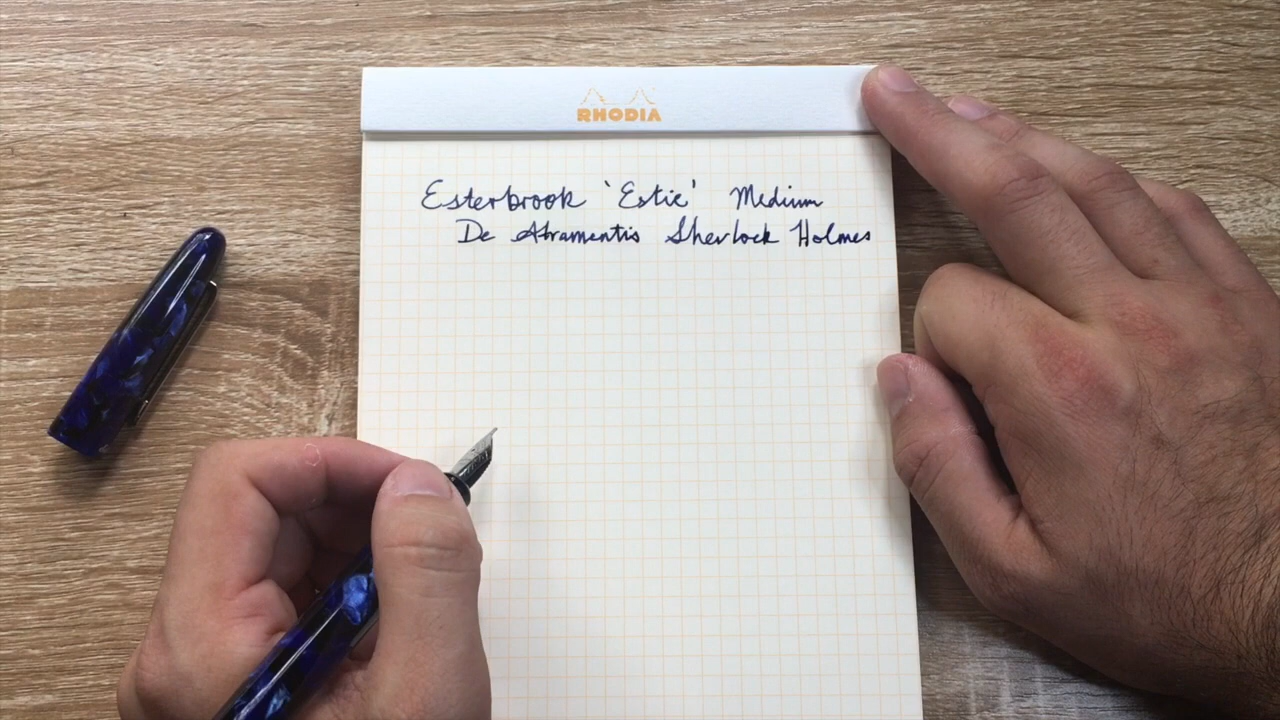 RHODIA
Esterbrook 'Estie' Medium
De Atramentis Sherlock Holmes